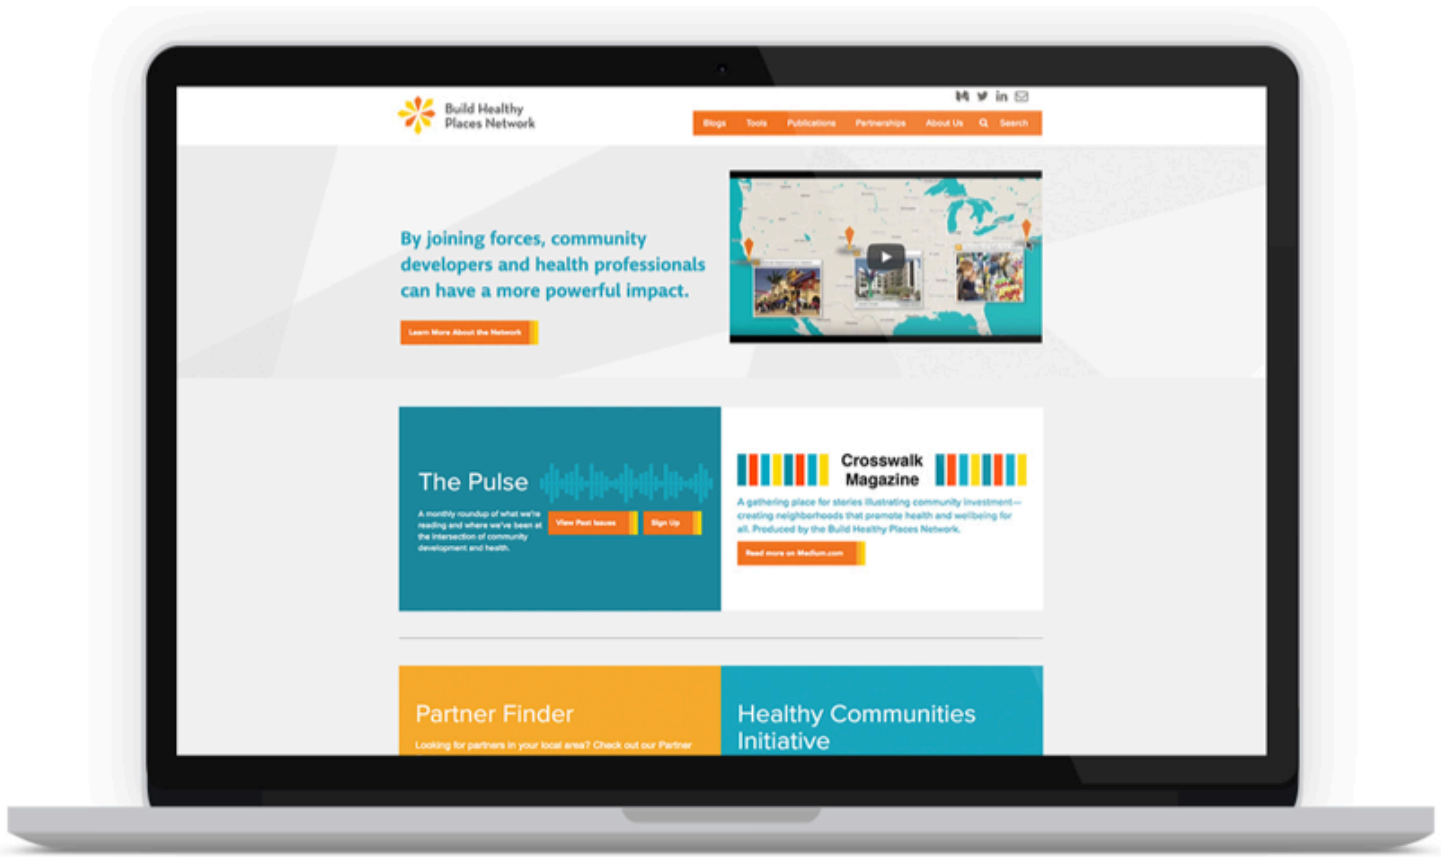 Build Healthy
Places Network
Blogs Tools Publications Partnerships About Us Search
By joining forces, community
developers and health professionals
can have a more powerful impact.
Learn More About the Network
The Pulse
A monthly roundup of what we're
reading and where we've been at
the intersection of community
development and health.
View Past Issues
Sign Up
Crosswalk
Magazine
A gathering place for stories illustrating community investment—
creating neighborhoods that promote health and wellbeing for
all. Produced by the Build Healthy Places Network.
Read more on Medium.com
Partner Finder
Looking for partners in your local area? Check out our Partner
Healthy Communities
Initiative